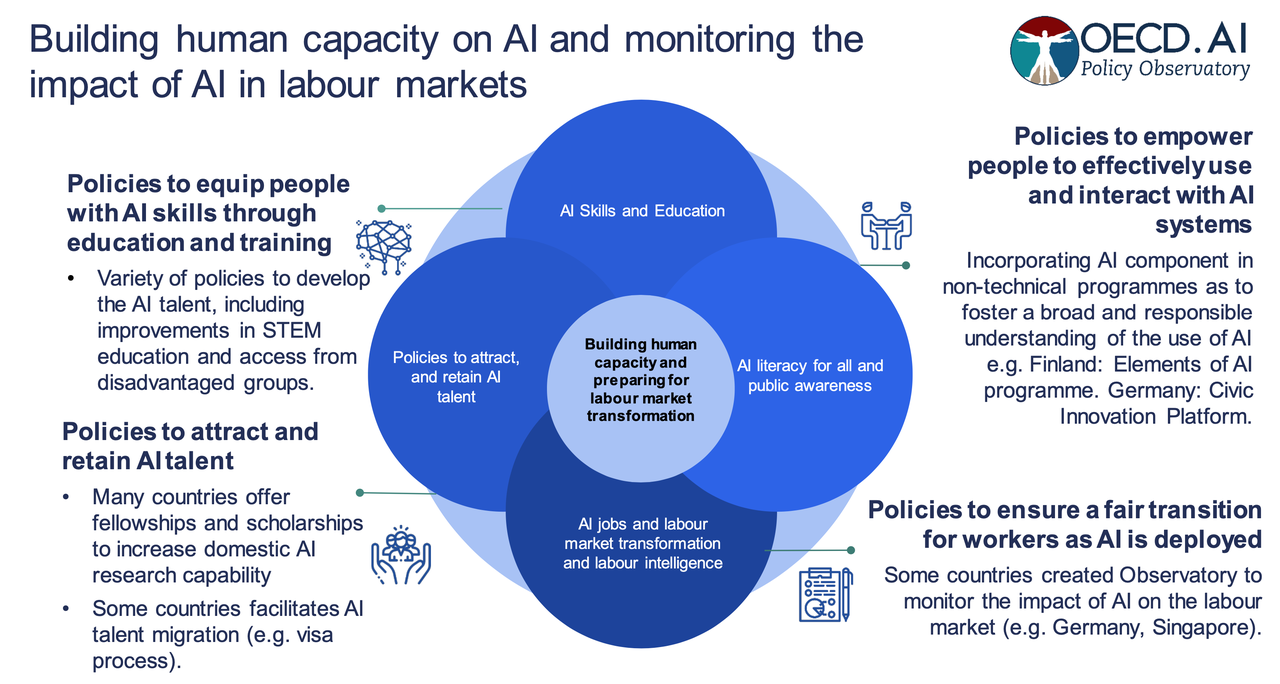 Building human capacity on AI and monitoring the
impact of AI in labour markets
OECD.AI
Policy Observatory
Policies to equip people
with AI skills through
education and training
• Variety of policies to develop
the AI talent, including
improvements in STEM
education and access from
disadvantaged groups.
Policies to attract and
retain AI talent
• Many countries offer
fellowships and scholarships
to increase domestic AI
research capability
• Some countries facilitates AI
talent migration (e.g. visa
process).
AI Skills and Education
Policies to attract,
and retain AI
talent
Building human
capacity and
preparing for
labour market
transformation
AI literacy for all and
public awareness
AI jobs and labour
market transformation
and labour intelligence
Policies to empower
people to effectively use
and interact with AI
systems
Incorporating AI component in
non-technical programmes as to
foster a broad and responsible
understanding of the use of AI
e.g. Finland: Elements of AI
programme. Germany: Civic
Innovation Platform.
Policies to ensure a fair transition
for workers as AI is deployed
Some countries created Observatory to
monitor the impact of AI on the labour
market (e.g. Germany, Singapore).